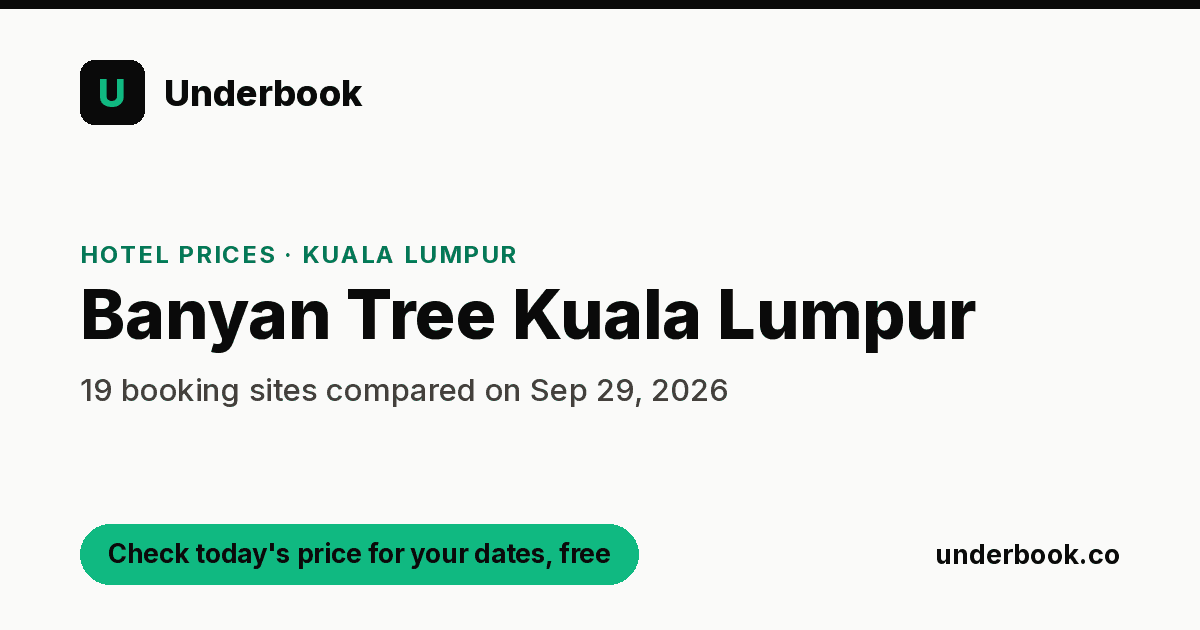 U
Underbook
HOTEL PRICES · KUALA LUMPUR
Banyan Tree Kuala Lumpur
19 booking sites compared on Sep 29, 2026
Check today's price for your dates, free
underbook.co